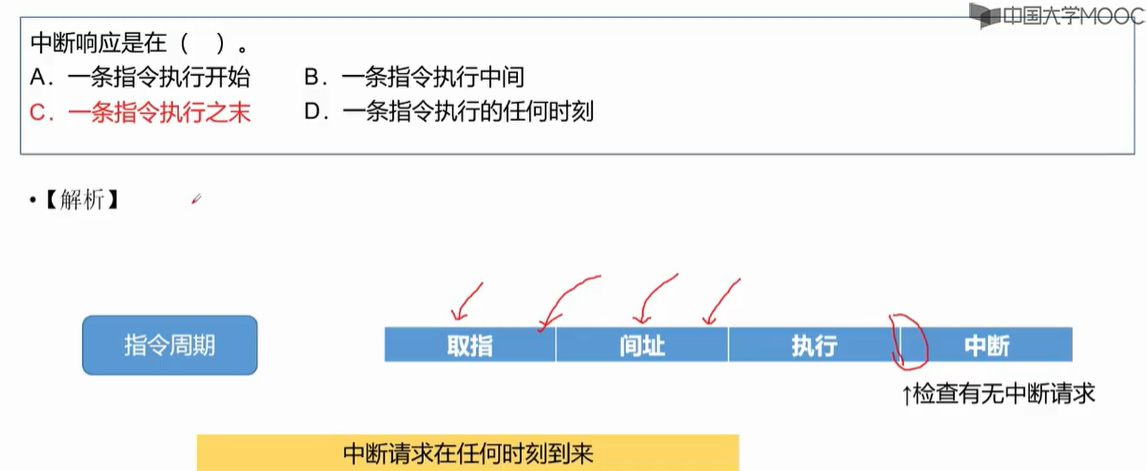 中国大学MOOC
中断响应是在（ ）。
A．一条指令执行开始 B．一条指令执行中间
C．一条指令执行之末 D．一条指令执行的任何时刻
•【解析】
指令周期 取指 间址 执行 中断
↑检查有无中断请求
中断请求在任何时刻到来